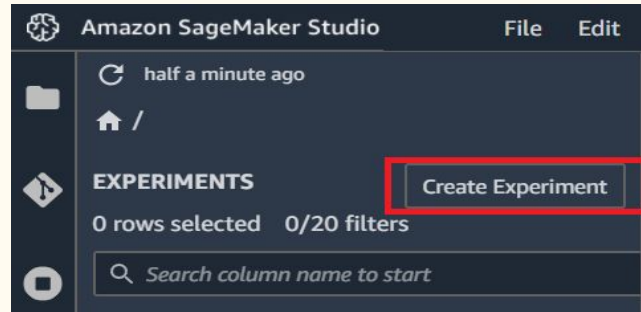 Amazon SageMaker Studio File Edit
half a minute ago
/
EXPERIMENTS Create Experiment
0 rows selected 0/20 filters
Search column name to start